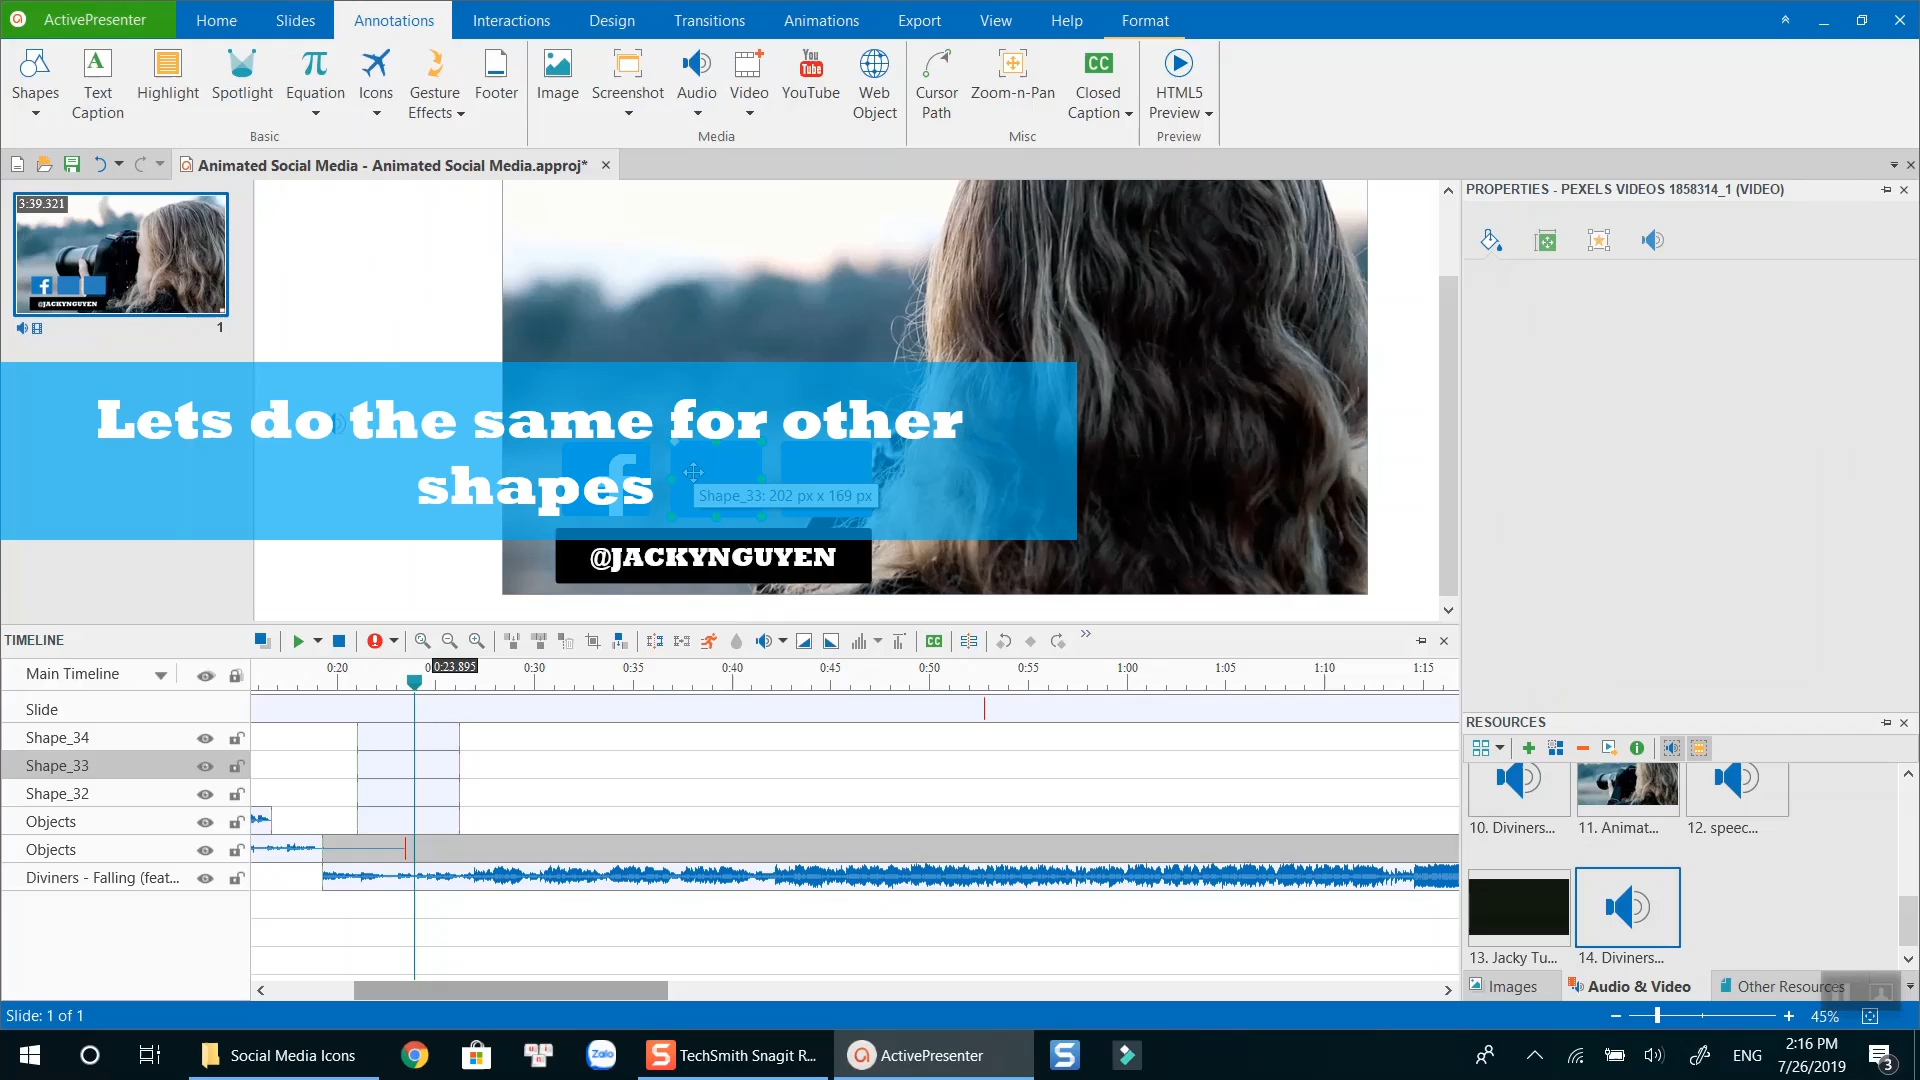 ActivePresenter
Home
Slides
Annotations
Interactions
Design
Transitions
Animations
Export
View
Help
Format
Shapes
Text Caption
Highlight
Spotlight
Equation
Icons
Gesture Effects
Footer
Image
Screenshot
Audio
Video
YouTube
Web Object
Cursor Path
Zoom-n-Pan
Closed Caption
HTML5 Preview
Basic
Media
Misc
Preview
Animated Social Media - Animated Social Media.approj*
3:39.321
@JACKYNGUYEN
1
Lets do the same for other
shapes
Shape_33: 202 px x 169 px
@JACKYNGUYEN
PROPERTIES - PEXELS VIDEOS 1858314_1 (VIDEO)
TIMELINE
Main Timeline
0:20
0:23.895
0:30
0:35
0:40
0:45
0:50
0:55
1:00
1:05
1:10
1:15
Slide
Shape_34
Shape_33
Shape_32
Objects
Objects
Diviners - Falling (feat...
RESOURCES
10. Diviners...
11. Animat...
12. speec...
13. Jacky Tu...
14. Diviners...
Images
Audio & Video
Other Resources
Slide: 1 of 1
45%
Social Media Icons
Zalo
TechSmith Snagit R...
ActivePresenter
ENG
2:16 PM
7/26/2019
3